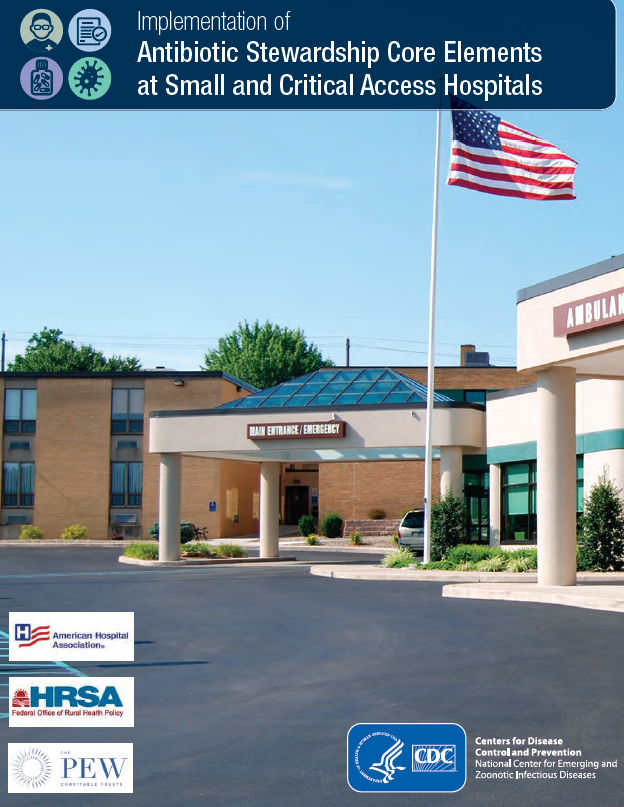 Implementation of
Antibiotic Stewardship Core Elements
at Small and Critical Access Hospitals
AMBULAN
MAIN ENTRANCE/EMERGENCY
H
American Hospital
Association®
HRSA
Federal Office of Rural Health Policy
THE
PEW
CHARITABLE TRUSTS
CDC
Centers for Disease
Control and Prevention
National Center for Emerging and
Zoonotic Infectious Diseases